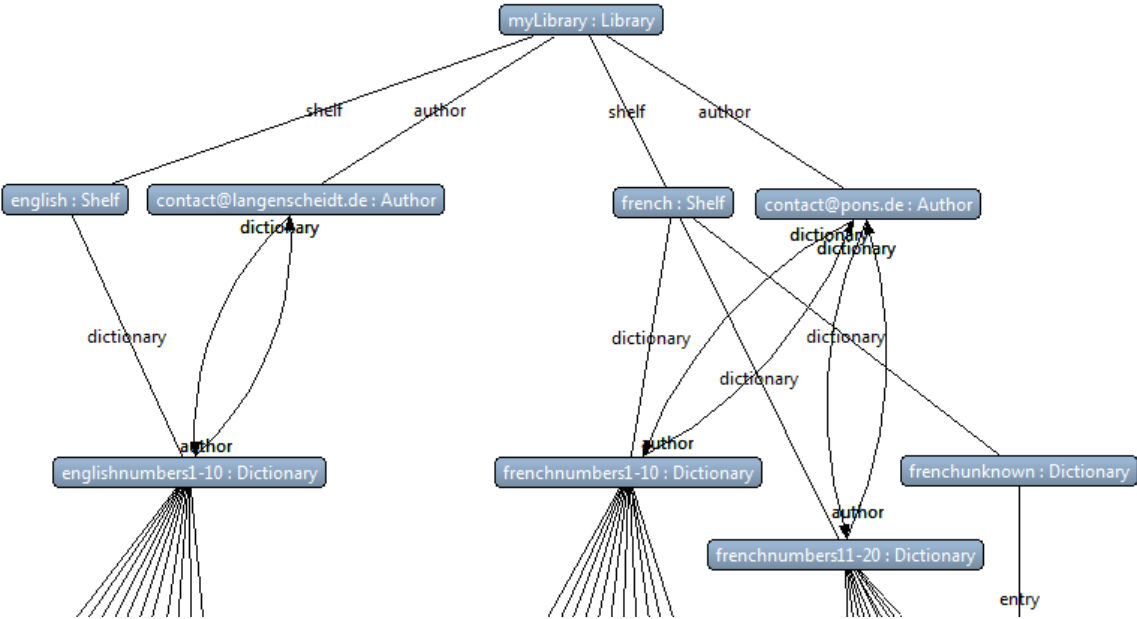 myLibrary : Library
shelf
author
shelf
author
english : Shelf
contact@langenscheidt.de : Author
french : Shelf
contact@pons.de : Author
dictionary
dictionary
dictionary
dictionary
dictionary
dictionary
dictionary
author
author
englishnumbers1-10 : Dictionary
frenchnumbers1-10 : Dictionary
frenchunknown : Dictionary
author
frenchnumbers11-20 : Dictionary
entry